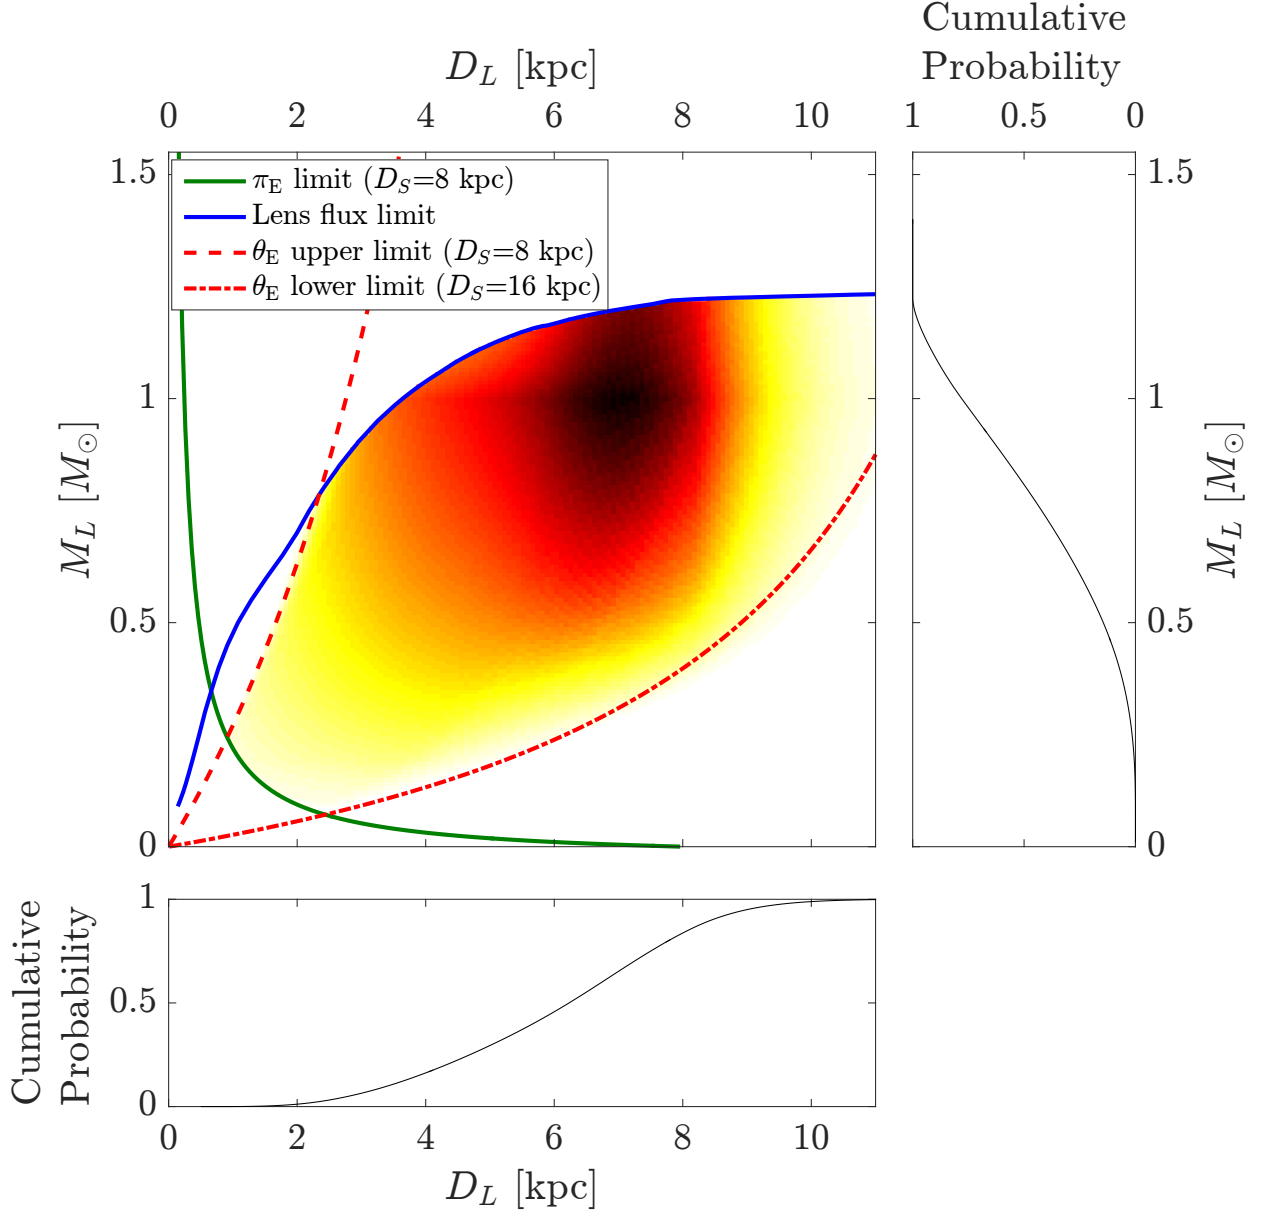 Cumulative
Probability
D_L [kpc]
0 2 4 6 8 10
1 0.5 0
π_E limit (D_S=8 kpc)
Lens flux limit
θ_E upper limit (D_S=8 kpc)
θ_E lower limit (D_S=16 kpc)
M_L [M_⊙]
1.5
1
0.5
0
1.5
1
0.5
0
M_L [M_⊙]
Cumulative
Probability
1
0.5
0
0 2 4 6 8 10
D_L [kpc]